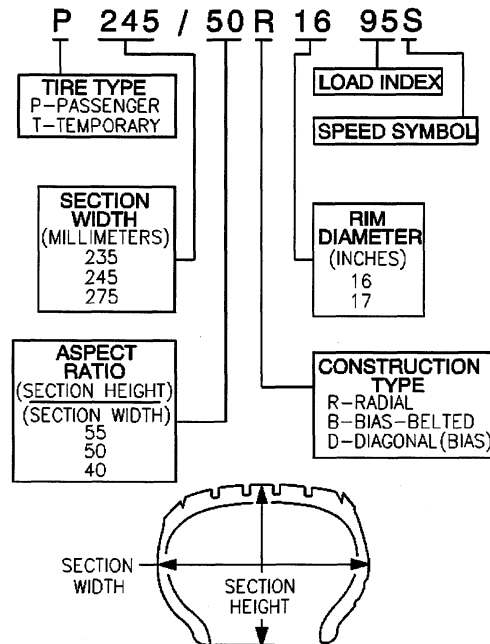 P 245 / 50 R 16 95S
TIRE TYPE
P-PASSENGER
T-TEMPORARY
LOAD INDEX
SPEED SYMBOL
SECTION
WIDTH
(MILLIMETERS)
235
245
275
RIM
DIAMETER
(INCHES)
16
17
ASPECT
RATIO
(SECTION HEIGHT)
(SECTION WIDTH)
55
50
40
CONSTRUCTION
TYPE
R-RADIAL
B-BIAS-BELTED
D-DIAGONAL(BIAS)
SECTION
WIDTH
SECTION
HEIGHT